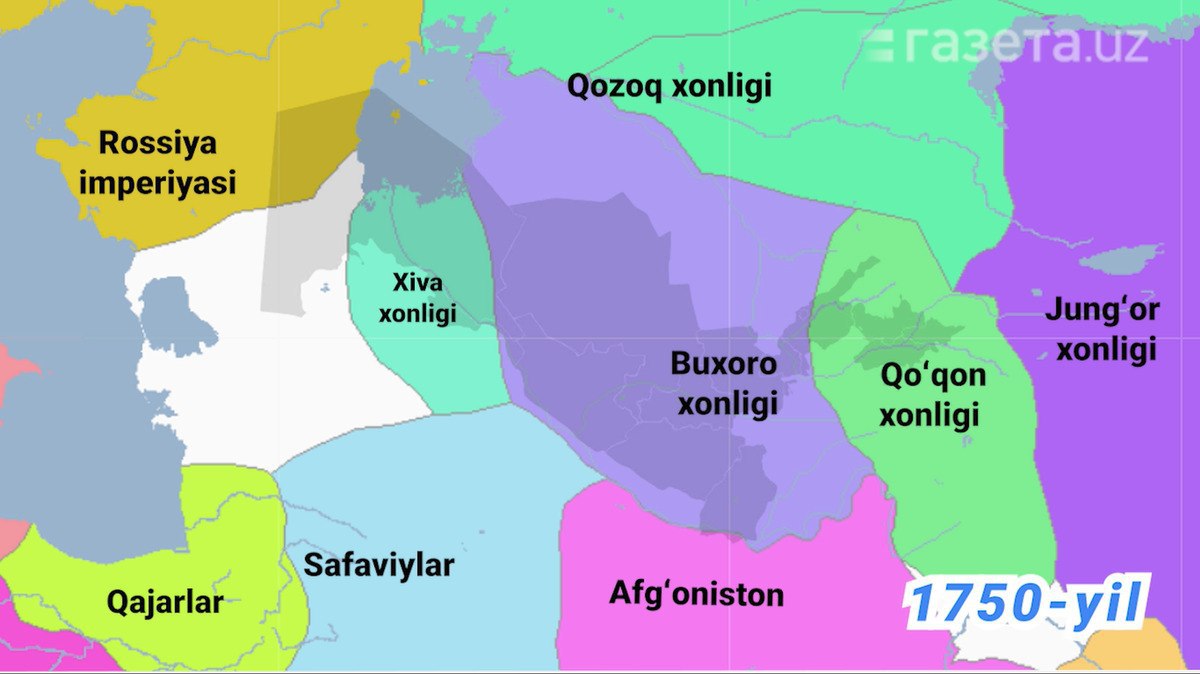 газета.uz
Qozoq xonligi
Rossiya
imperiyasi
Xiva
xonligi
Jung‘or
xonligi
Buxoro
xonligi
Qo‘qon
xonligi
Safaviylar
Qajarlar
Afg‘oniston
1750-yil